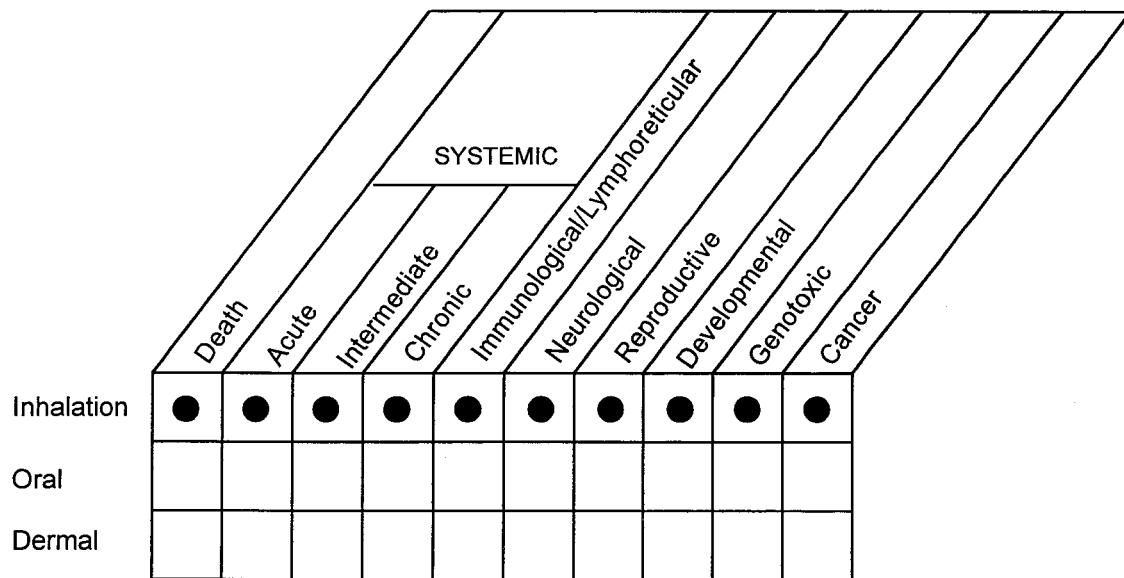 SYSTEMIC
Death
Acute
Intermediate
Chronic
Immunological/Lymphoreticular
Neurological
Reproductive
Developmental
Genotoxic
Cancer
Inhalation
Oral
Dermal